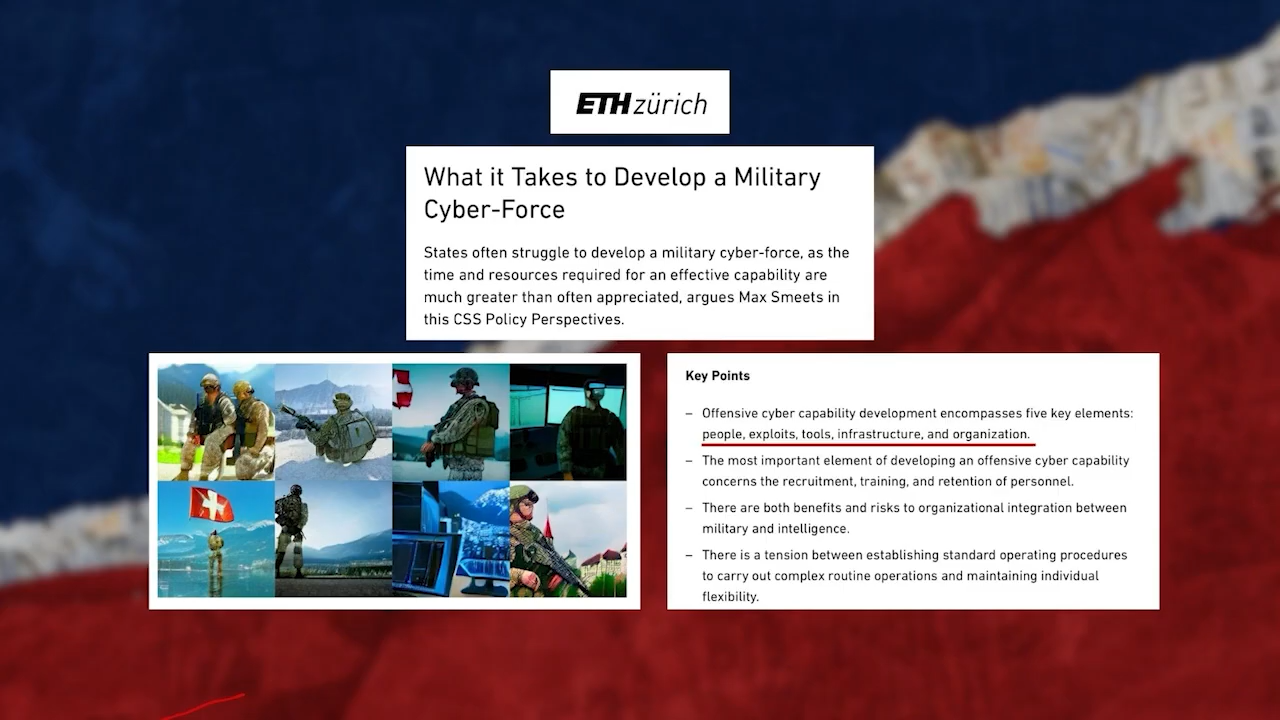 ETH zürich
What it Takes to Develop a Military
Cyber-Force
States often struggle to develop a military cyber-force, as the
time and resources required for an effective capability are
much greater than often appreciated, argues Max Smeets in
this CSS Policy Perspectives.
Key Points
– Offensive cyber capability development encompasses five key elements:
people, exploits, tools, infrastructure, and organization.
– The most important element of developing an offensive cyber capability
concerns the recruitment, training, and retention of personnel.
– There are both benefits and risks to organizational integration between
military and intelligence.
– There is a tension between establishing standard operating procedures
to carry out complex routine operations and maintaining individual
flexibility.